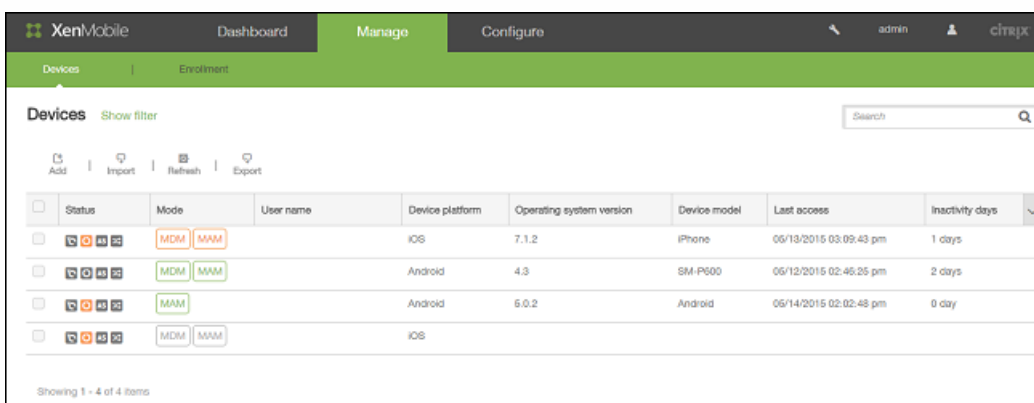 XenMobile Dashboard Manage Configure admin CITRIX
Devices | Enrollment
Devices Show filter Search
Add | Import | Refresh | Export
Status Mode User name Device platform Operating system version Device model Last access Inactivity days
MDM MAM iOS 7.1.2 iPhone 06/13/2015 03:09:43 pm 1 days
MDM MAM Android 4.3 SM-P600 06/12/2015 02:46:25 pm 2 days
MAM Android 5.0.2 Android 06/14/2015 02:02:48 pm 0 day
MDM MAM iOS
Showing 1 - 4 of 4 items